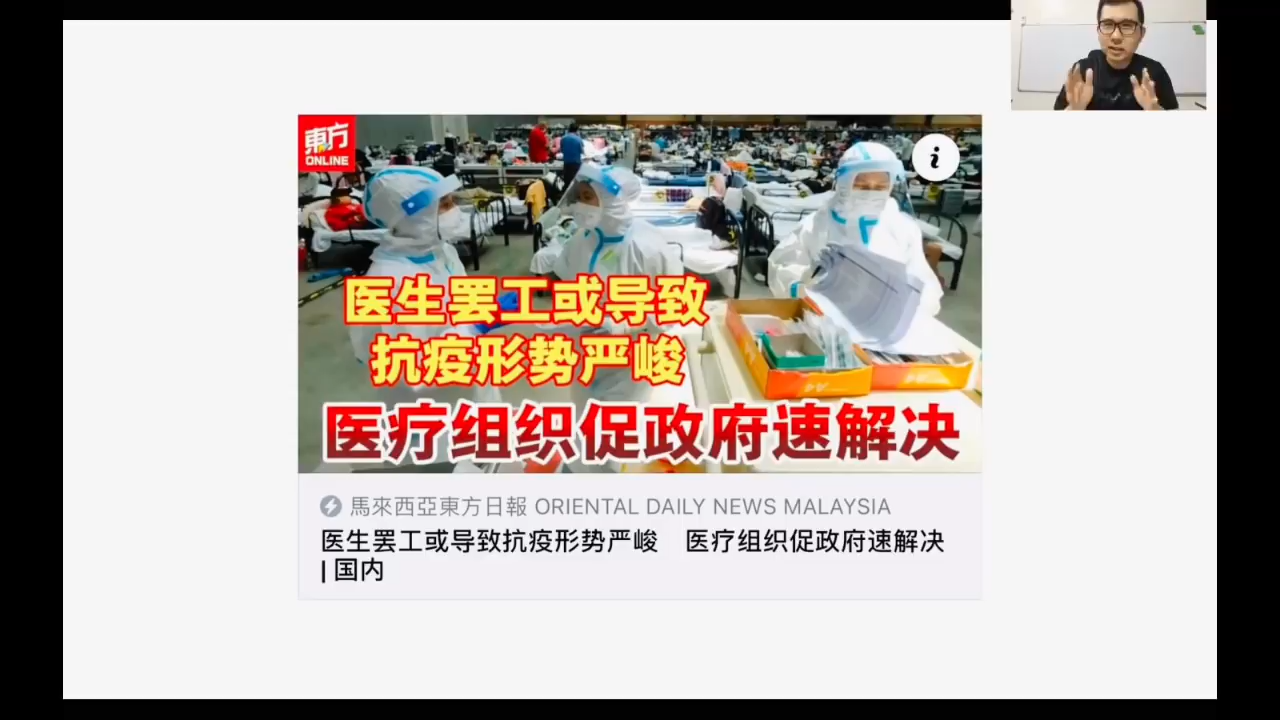 東方
ONLINE
i
医生罢工或导致
抗疫形势严峻
医疗组织促政府速解决
馬來西亞東方日報 ORIENTAL DAILY NEWS MALAYSIA
医生罢工或导致抗疫形势严峻　医疗组织促政府速解决
| 国内